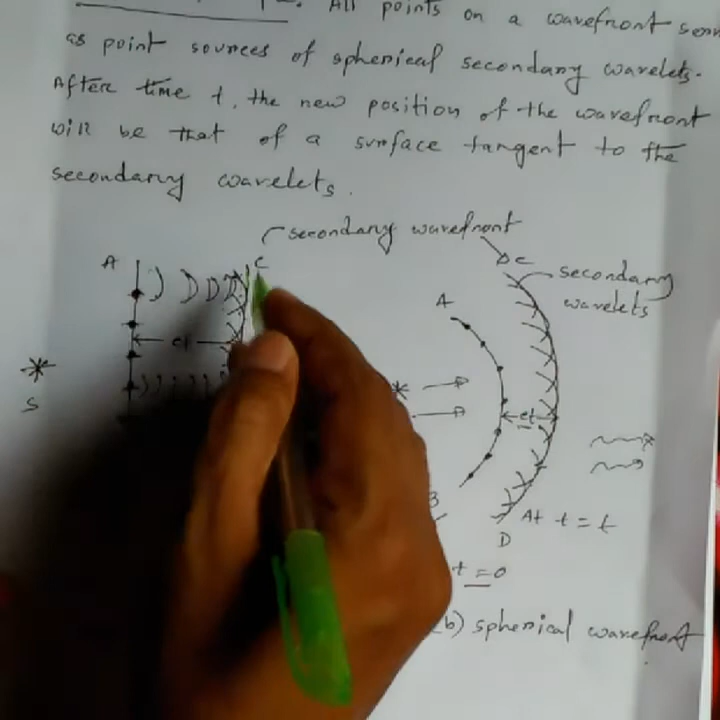 All points on a wavefront serv
as point sources of spherical secondary wavelets.
After time t, the new position of the wavefront
will be that of a surface tangent to the
secondary wavelets.
secondary wavefront
A
C
C
secondary
wavelets
A
ct
S
ct
B
D
At t = t
t = 0
(b) spherical wavefront